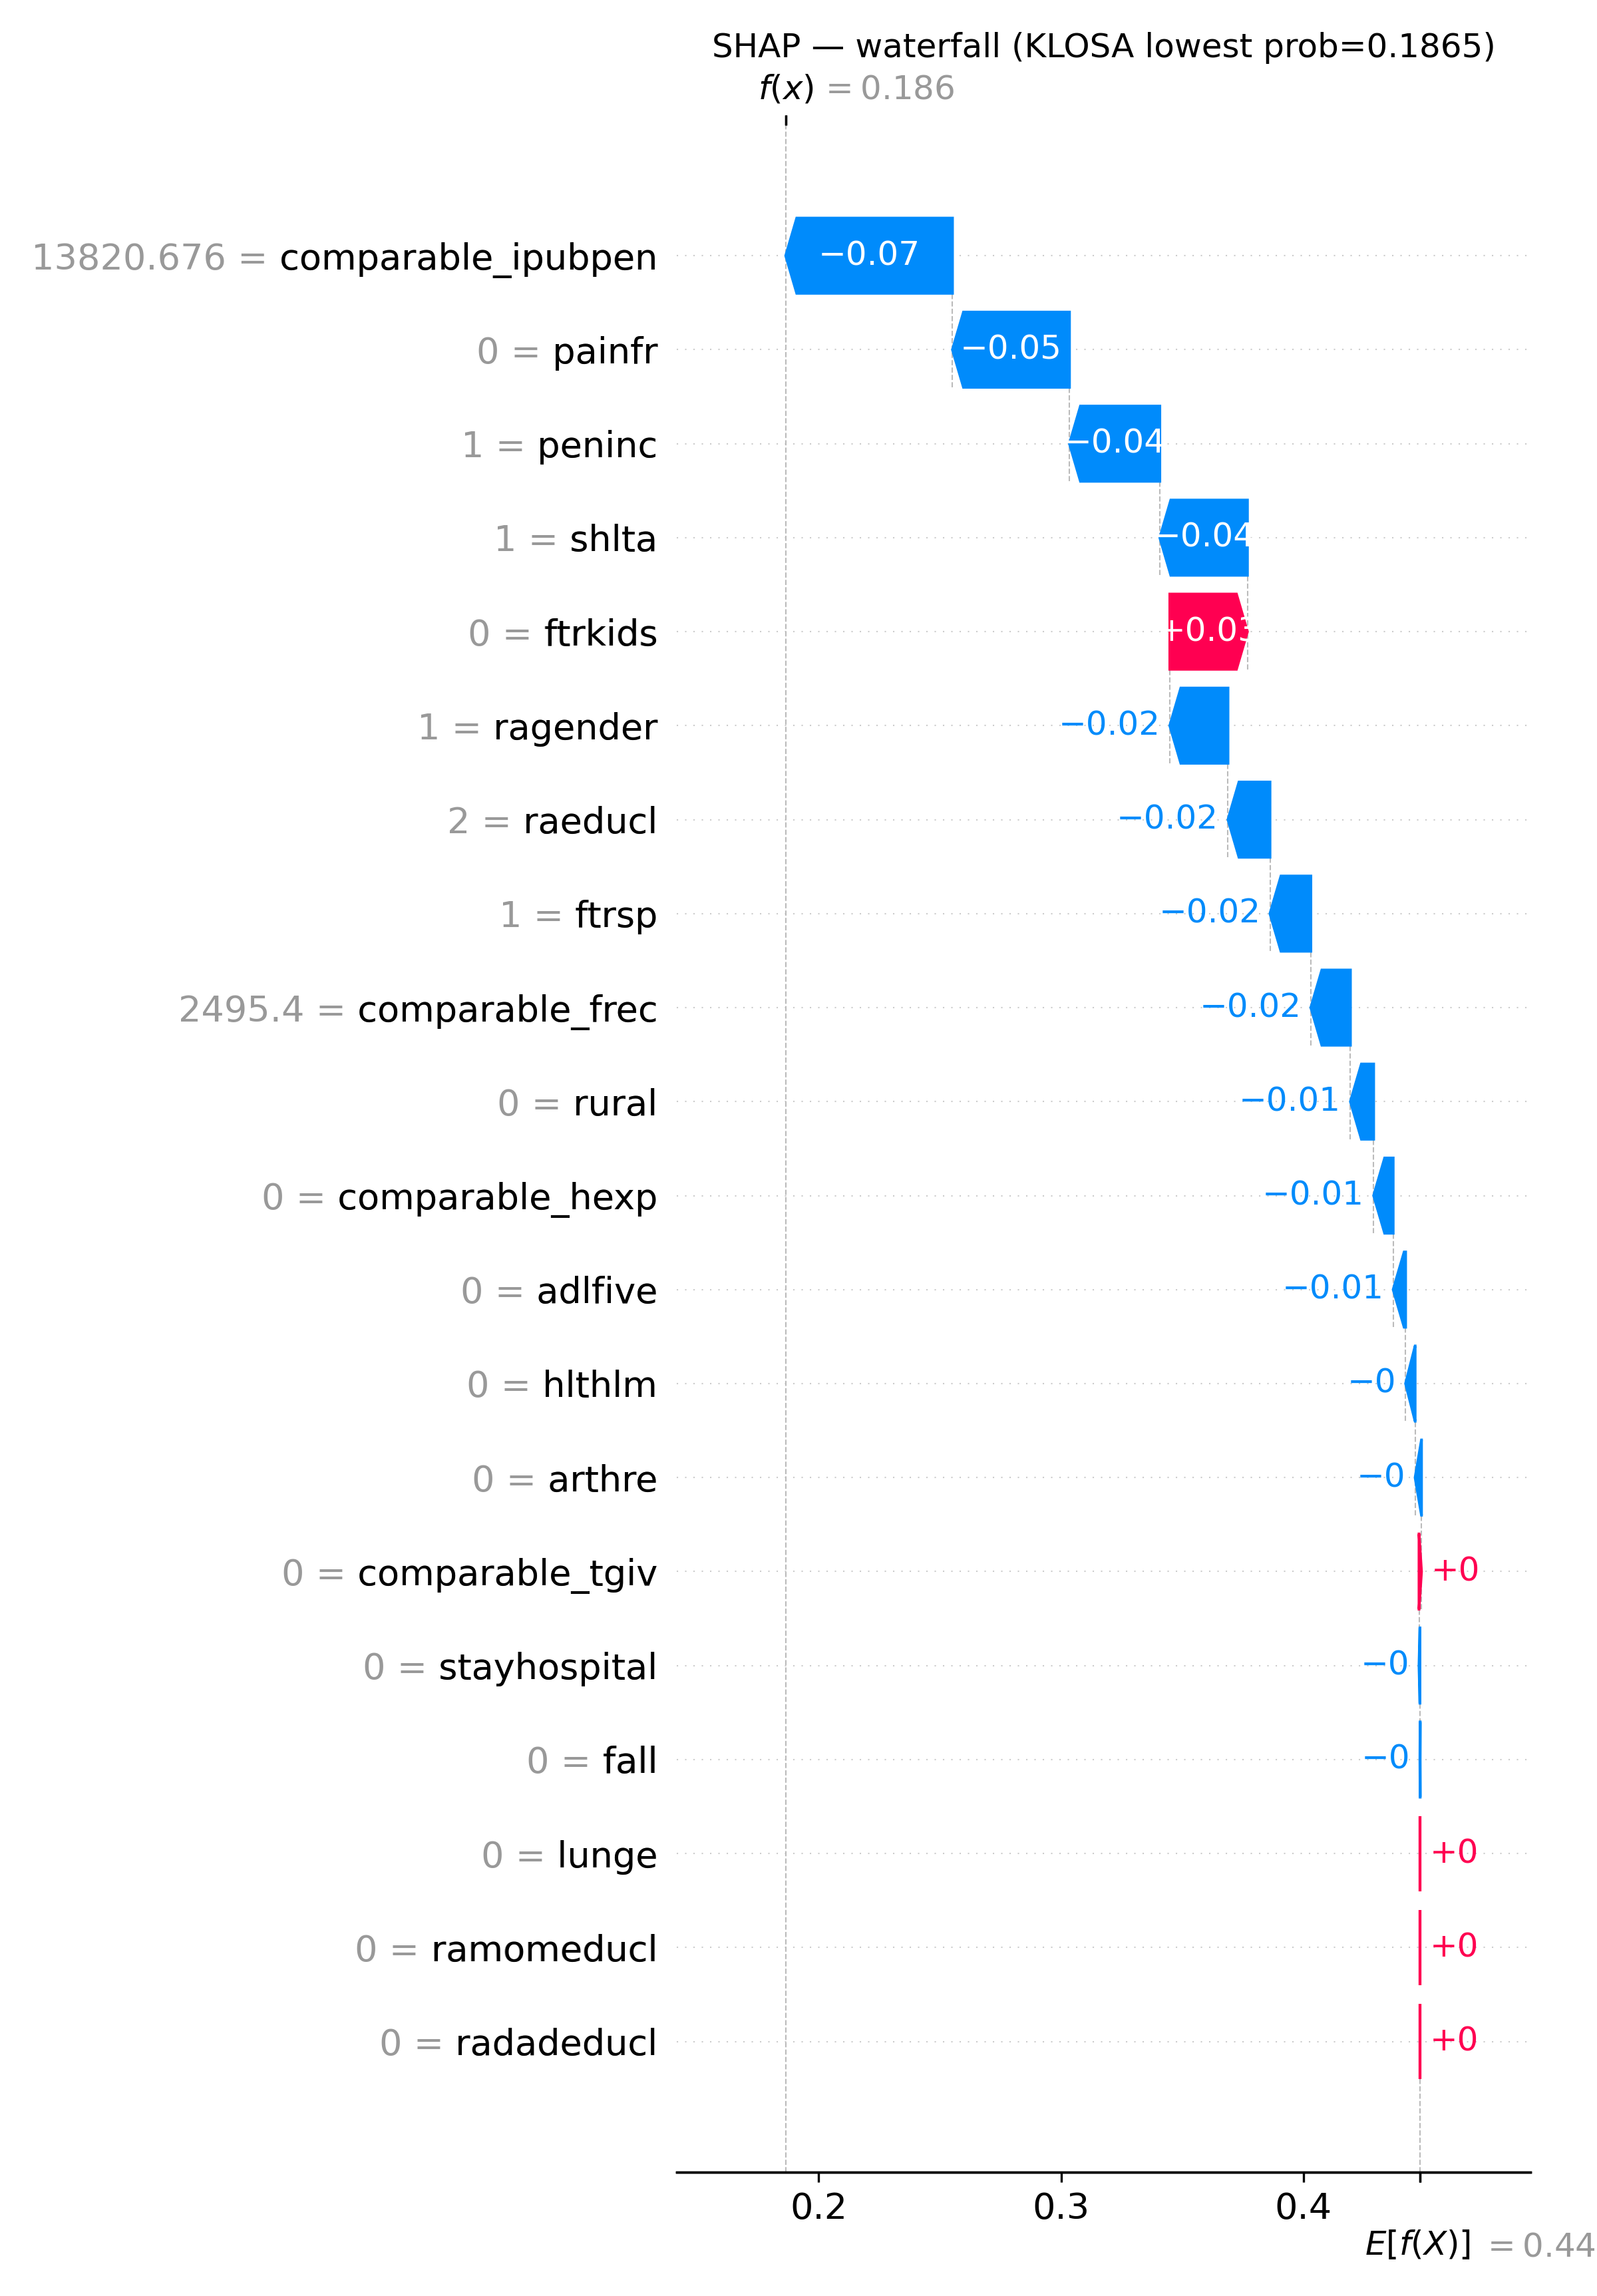 SHAP — waterfall (KLOSA lowest prob=0.1865)
f(x) = 0.186
13820.676 = comparable_ipubpen −0.07
0 = painfr −0.05
1 = peninc −0.04
1 = shlta −0.04
0 = ftrkids +0.03
1 = ragender −0.02
2 = raeducl −0.02
1 = ftrsp −0.02
2495.4 = comparable_frec −0.02
0 = rural −0.01
0 = comparable_hexp −0.01
0 = adlfive −0.01
0 = hlthlm −0
0 = arthre −0
0 = comparable_tgiv +0
0 = stayhospital −0
0 = fall −0
0 = lunge +0
0 = ramomeducl +0
0 = radadeducl +0
0.2 0.3 0.4
E[f(X)] = 0.44